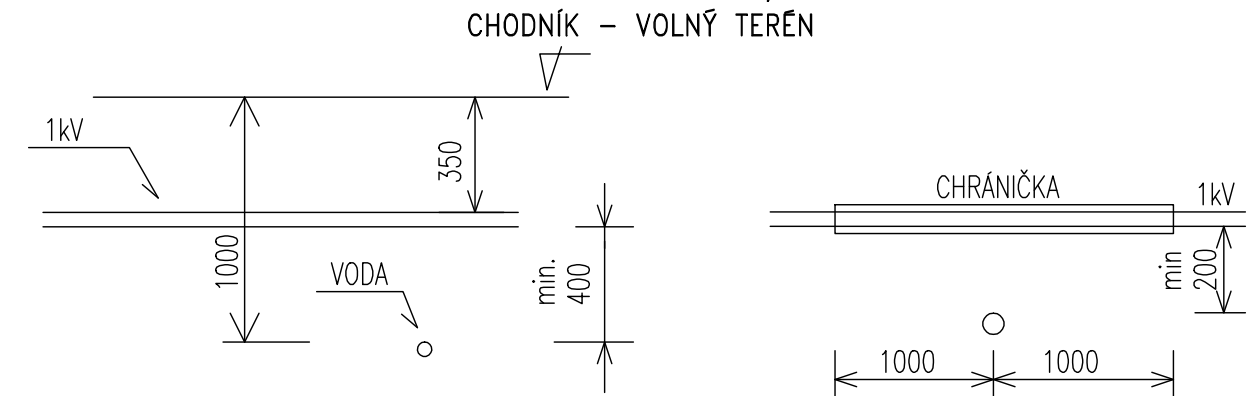 CHODNÍK – VOLNÝ TERÉN
1kV
350
1000
VODA
min.
400
CHRÁNIČKA
1kV
min
200
1000
1000